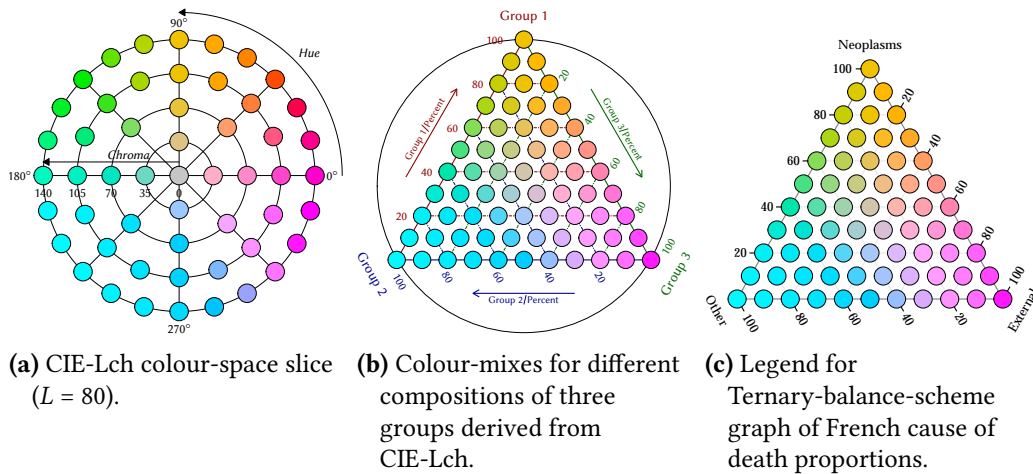 90°
Hue
Chroma
180°
0°
140
105
70
35
0
270°
Group 1
100
80
60
40
20
Group 1/Percent
20
40
60
80
100
Group 3/Percent
Group 2
100
80
60
40
20
Group 3
Group 2/Percent
Neoplasms
100
80
60
40
20
20
40
60
80
100
Other
100
80
60
40
20
External
(a) CIE-Lch colour-space slice
(L = 80).
(b) Colour-mixes for different
compositions of three
groups derived from
CIE-Lch.
(c) Legend for
Ternary-balance-scheme
graph of French cause of
death proportions.